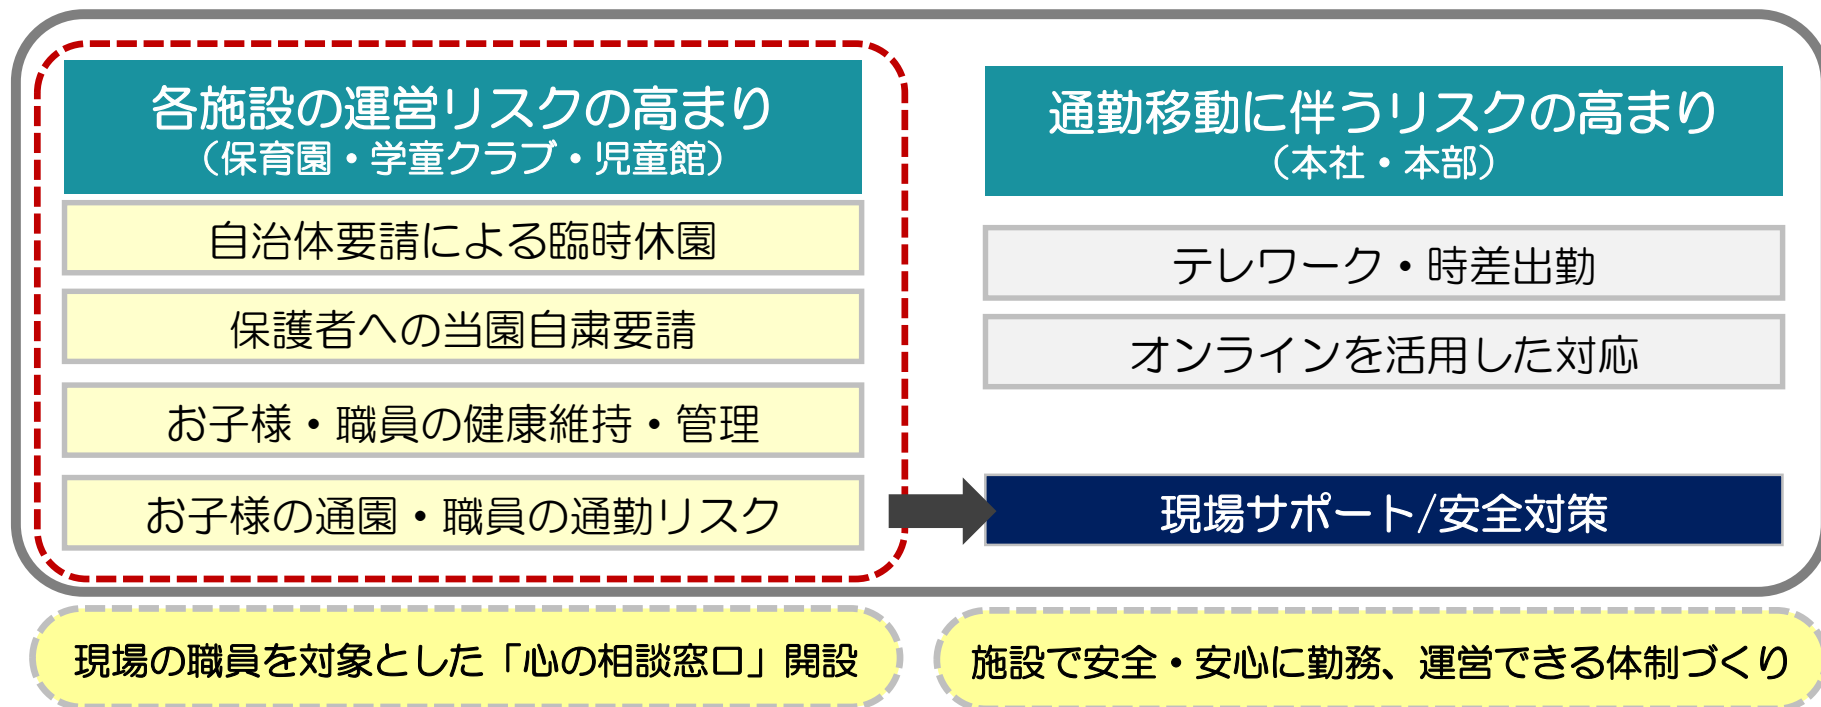 各施設の運営リスクの高まり
（保育園・学童クラブ・児童館）
自治体要請による臨時休園
保護者への当園自粛要請
お子様・職員の健康維持・管理
お子様の通園・職員の通勤リスク
通勤移動に伴うリスクの高まり
（本社・本部）
テレワーク・時差出勤
オンラインを活用した対応
現場サポート/安全対策
現場の職員を対象とした「心の相談窓口」開設
施設で安全・安心に勤務、運営できる体制づくり